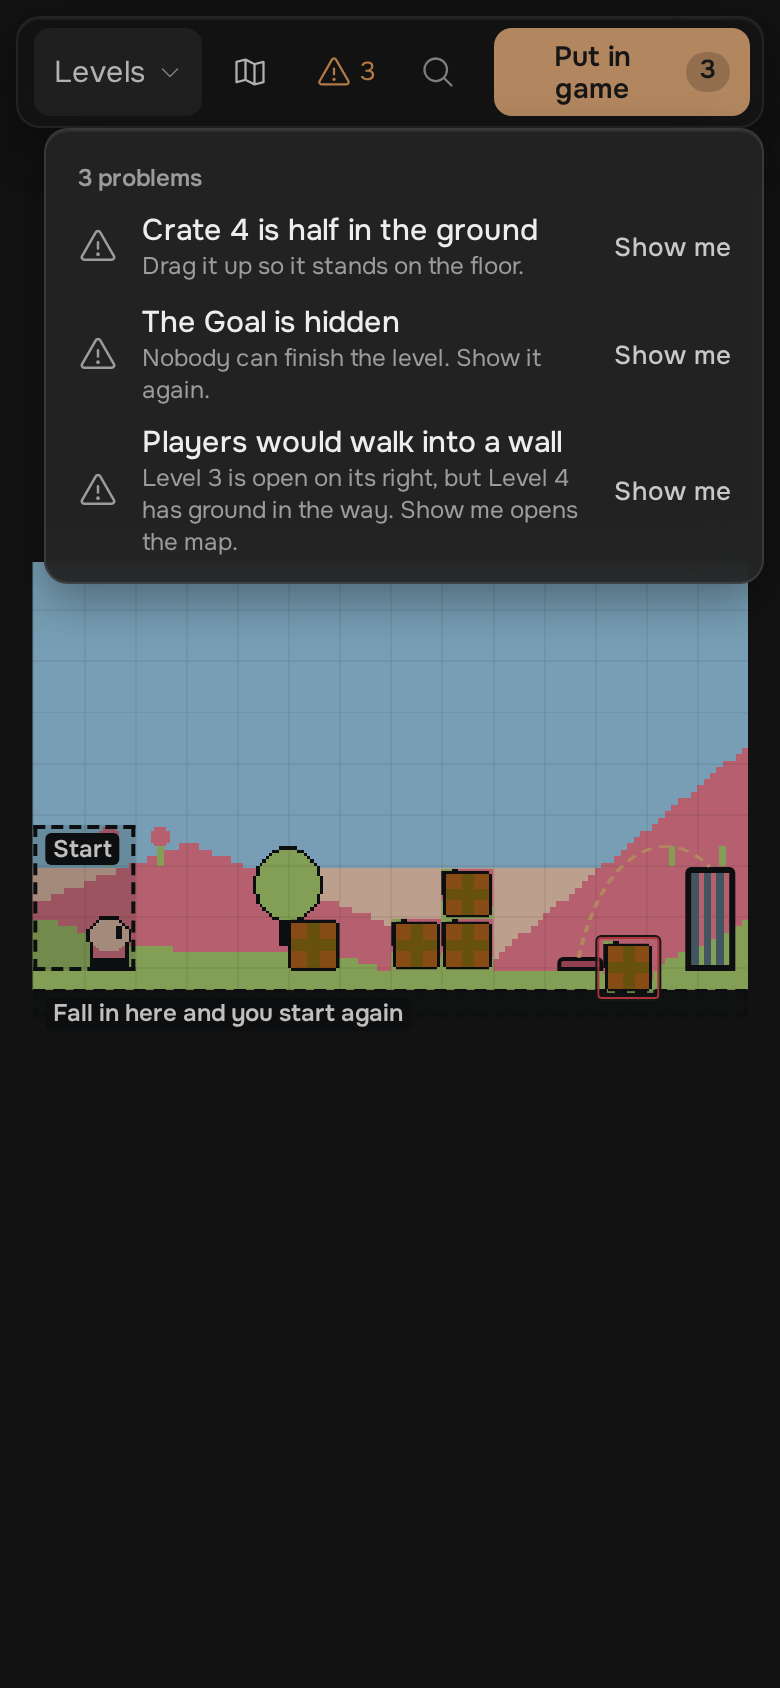 Levels
3
Put in
game
3
3 problems
Crate 4 is half in the ground
Drag it up so it stands on the floor.
Show me
The Goal is hidden
Nobody can finish the level. Show it
again.
Show me
Players would walk into a wall
Level 3 is open on its right, but Level 4
has ground in the way. Show me opens
the map.
Show me
Start
Fall in here and you start again